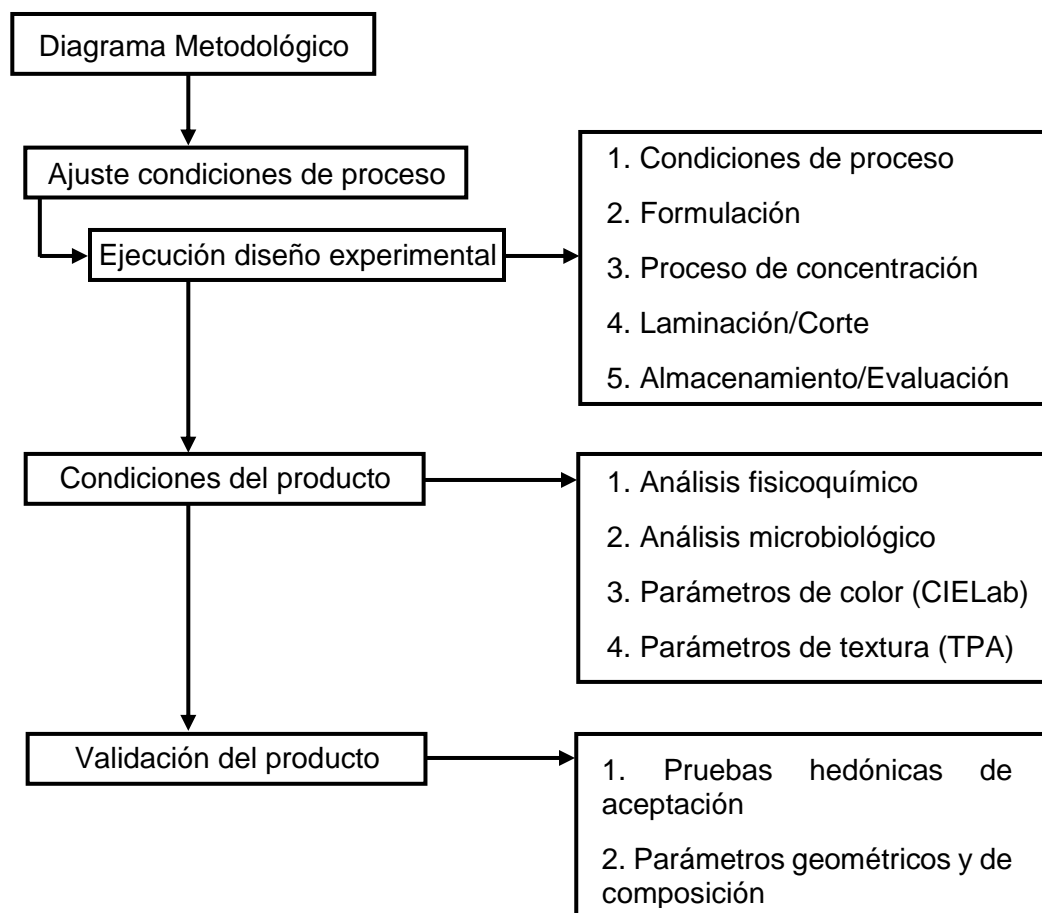 Diagrama Metodológico
Ajuste condiciones de proceso
Ejecución diseño experimental
1. Condiciones de proceso
2. Formulación
3. Proceso de concentración
4. Laminación/Corte
5. Almacenamiento/Evaluación
Condiciones del producto
1. Análisis fisicoquímico
2. Análisis microbiológico
3. Parámetros de color (CIELab)
4. Parámetros de textura (TPA)
Validación del producto
1. Pruebas hedónicas de
aceptación
2. Parámetros geométricos y de
composición